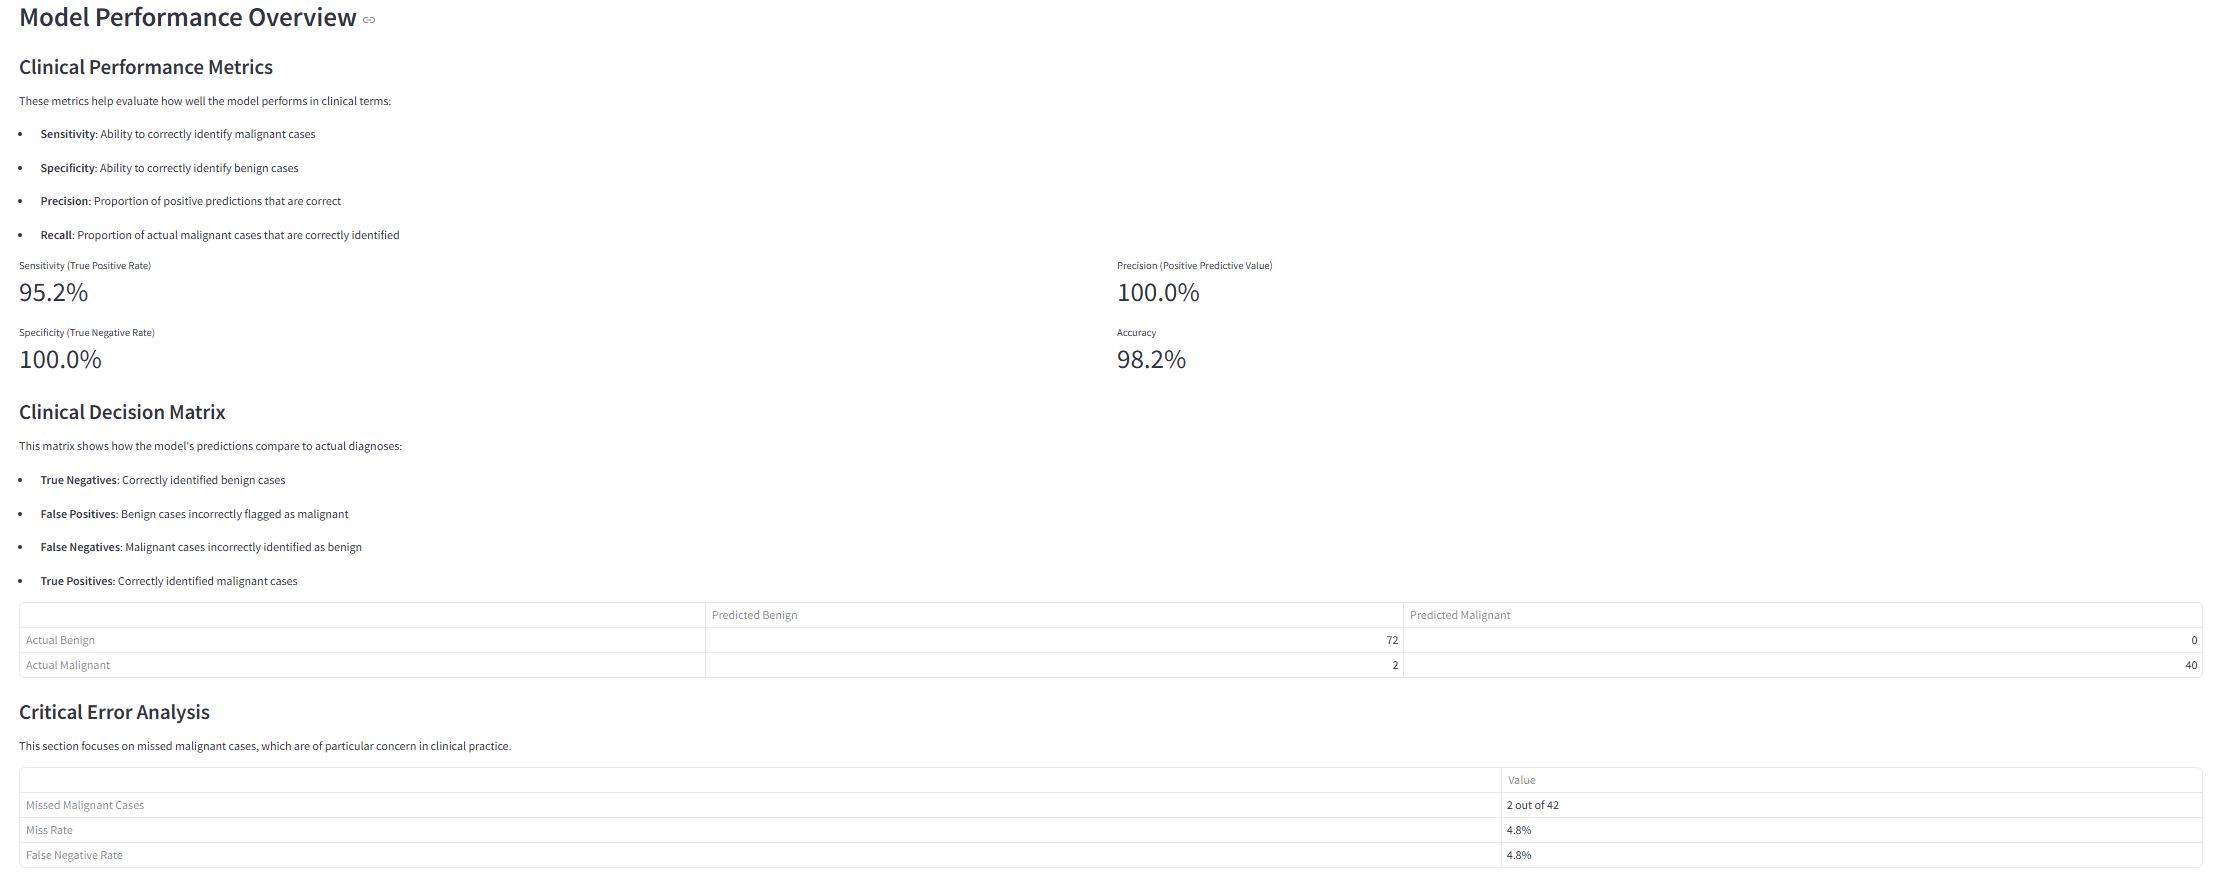 Model Performance Overview
Clinical Performance Metrics
These metrics help evaluate how well the model performs in clinical terms:
• Sensitivity: Ability to correctly identify malignant cases
• Specificity: Ability to correctly identify benign cases
• Precision: Proportion of positive predictions that are correct
• Recall: Proportion of actual malignant cases that are correctly identified
Sensitivity (True Positive Rate)
95.2%
Precision (Positive Predictive Value)
100.0%
Specificity (True Negative Rate)
100.0%
Accuracy
98.2%
Clinical Decision Matrix
This matrix shows how the model's predictions compare to actual diagnoses:
• True Negatives: Correctly identified benign cases
• False Positives: Benign cases incorrectly flagged as malignant
• False Negatives: Malignant cases incorrectly identified as benign
• True Positives: Correctly identified malignant cases
Predicted Benign Predicted Malignant
Actual Benign 72 0
Actual Malignant 2 40
Critical Error Analysis
This section focuses on missed malignant cases, which are of particular concern in clinical practice.
Value
Missed Malignant Cases 2 out of 42
Miss Rate 4.8%
False Negative Rate 4.8%